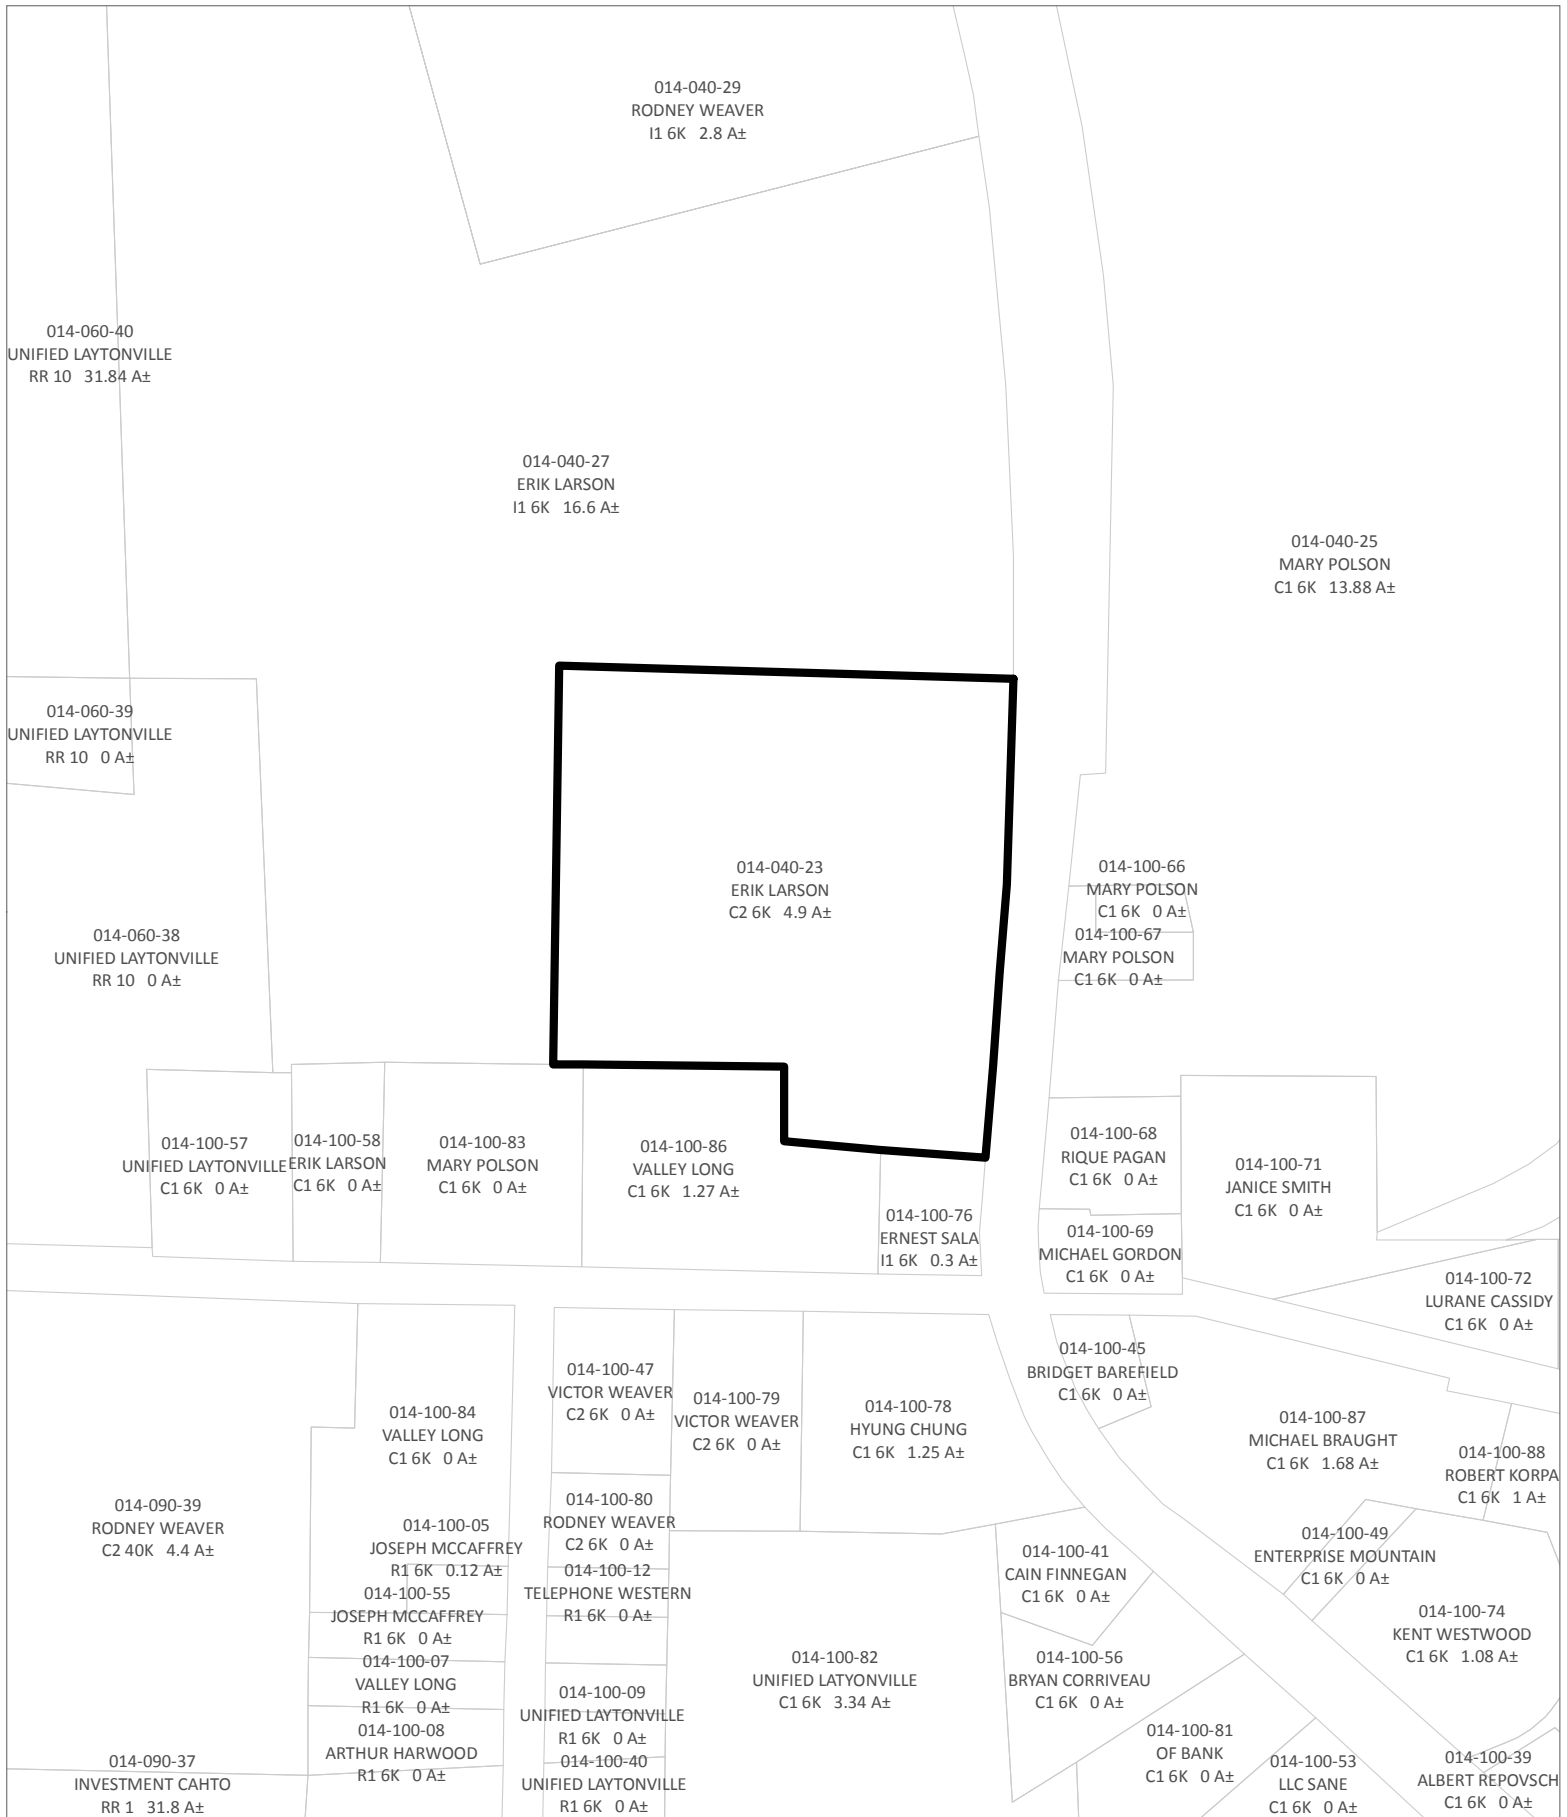 014-040-29
RODNEY WEAVER
I1 6K 2.8 A±
014-060-40
UNIFIED LAYTONVILLE
RR 10 31.84 A±
014-040-27
ERIK LARSON
I1 6K 16.6 A±
014-040-25
MARY POLSON
C1 6K 13.88 A±
014-060-39
UNIFIED LAYTONVILLE
RR 10 0 A±
014-040-23
ERIK LARSON
C2 6K 4.9 A±
014-100-66
MARY POLSON
C1 6K 0 A±
014-100-67
MARY POLSON
C1 6K 0 A±
014-060-38
UNIFIED LAYTONVILLE
RR 10 0 A±
014-100-57
UNIFIED LAYTONVILLE
C1 6K 0 A±
014-100-58
ERIK LARSON
C1 6K 0 A±
014-100-83
MARY POLSON
C1 6K 0 A±
014-100-86
VALLEY LONG
C1 6K 1.27 A±
014-100-76
ERNEST SALA
I1 6K 0.3 A±
014-100-68
RIQUE PAGAN
C1 6K 0 A±
014-100-71
JANICE SMITH
C1 6K 0 A±
014-100-69
MICHAEL GORDON
C1 6K 0 A±
014-100-72
LURANE CASSIDY
C1 6K 0 A±
014-100-47
VICTOR WEAVER
C2 6K 0 A±
014-100-79
VICTOR WEAVER
C2 6K 0 A±
014-100-78
HYUNG CHUNG
C1 6K 1.25 A±
014-100-45
BRIDGET BAREFIELD
C1 6K 0 A±
014-100-84
VALLEY LONG
C1 6K 0 A±
014-100-87
MICHAEL BRAUGHT
C1 6K 1.68 A±
014-100-88
ROBERT KORPA
C1 6K 1 A±
014-090-39
RODNEY WEAVER
C2 40K 4.4 A±
014-100-05
JOSEPH MCCAFFREY
R1 6K 0.12 A±
014-100-80
RODNEY WEAVER
C2 6K 0 A±
014-100-12
TELEPHONE WESTERN
R1 6K 0 A±
014-100-41
CAIN FINNEGAN
C1 6K 0 A±
014-100-49
ENTERPRISE MOUNTAIN
C1 6K 0 A±
014-100-55
JOSEPH MCCAFFREY
R1 6K 0 A±
014-100-74
KENT WESTWOOD
C1 6K 1.08 A±
014-100-07
VALLEY LONG
R1 6K 0 A±
014-100-82
UNIFIED LATYONVILLE
C1 6K 3.34 A±
014-100-56
BRYAN CORRIVEAU
C1 6K 0 A±
014-100-09
UNIFIED LAYTONVILLE
R1 6K 0 A±
014-100-08
ARTHUR HARWOOD
R1 6K 0 A±
014-100-81
OF BANK
C1 6K 0 A±
014-090-37
INVESTMENT CAHTO
RR 1 31.8 A±
014-100-40
UNIFIED LAYTONVILLE
R1 6K 0 A±
014-100-53
LLC SANE
C1 6K 0 A±
014-100-39
ALBERT REPOVSCH
C1 6K 0 A±